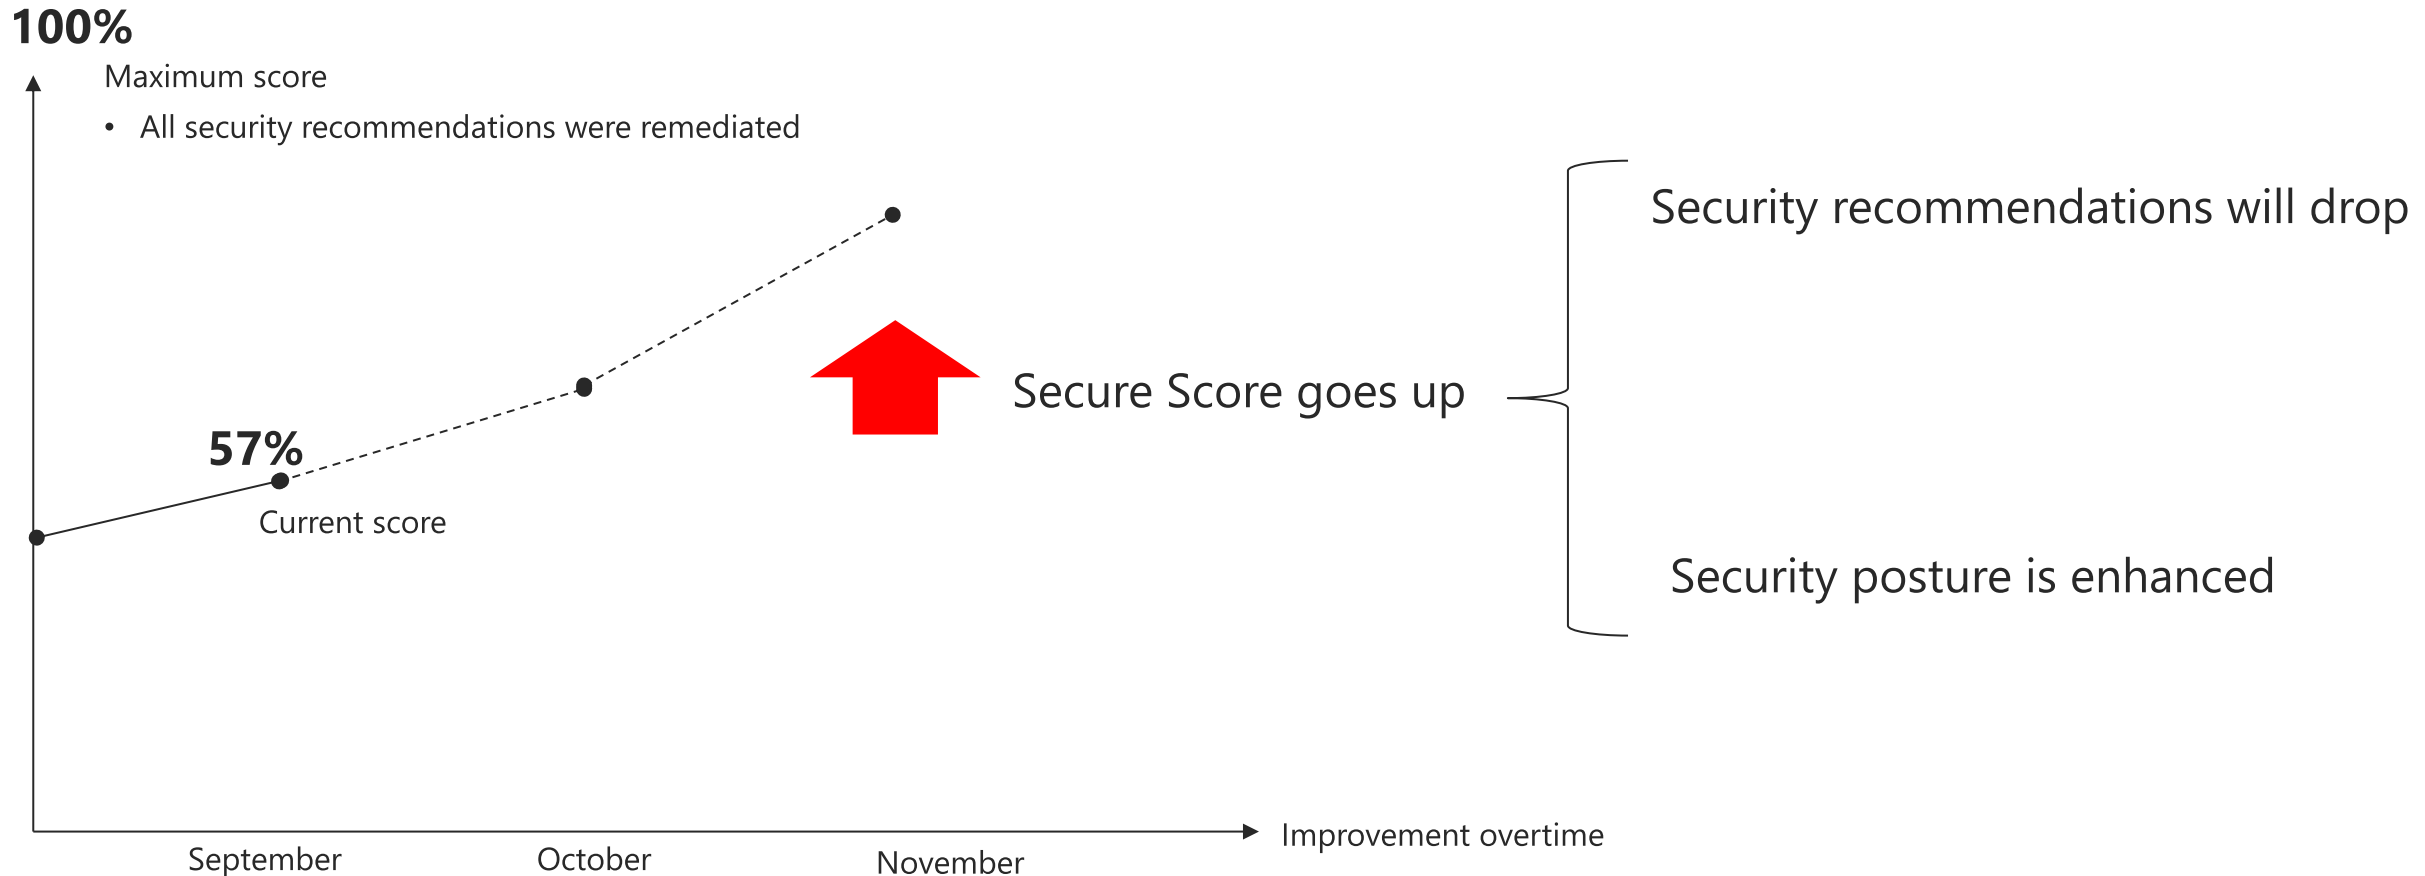 100%
Maximum score
• All security recommendations were remediated
Security recommendations will drop
Secure Score goes up
57%
Current score
Security posture is enhanced
Improvement overtime
September
October
November